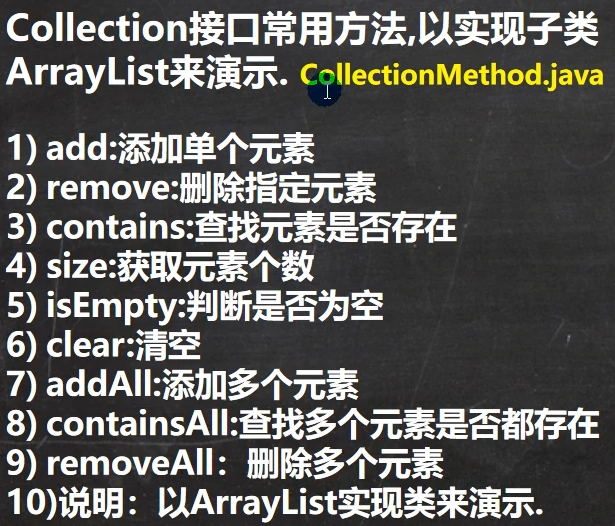 Collection接口常用方法,以实现子类
ArrayList来演示. CollectionMethod.java
1) add:添加单个元素
2) remove:删除指定元素
3) contains:查找元素是否存在
4) size:获取元素个数
5) isEmpty:判断是否为空
6) clear:清空
7) addAll:添加多个元素
8) containsAll:查找多个元素是否都存在
9) removeAll：删除多个元素
10)说明：以ArrayList实现类来演示.